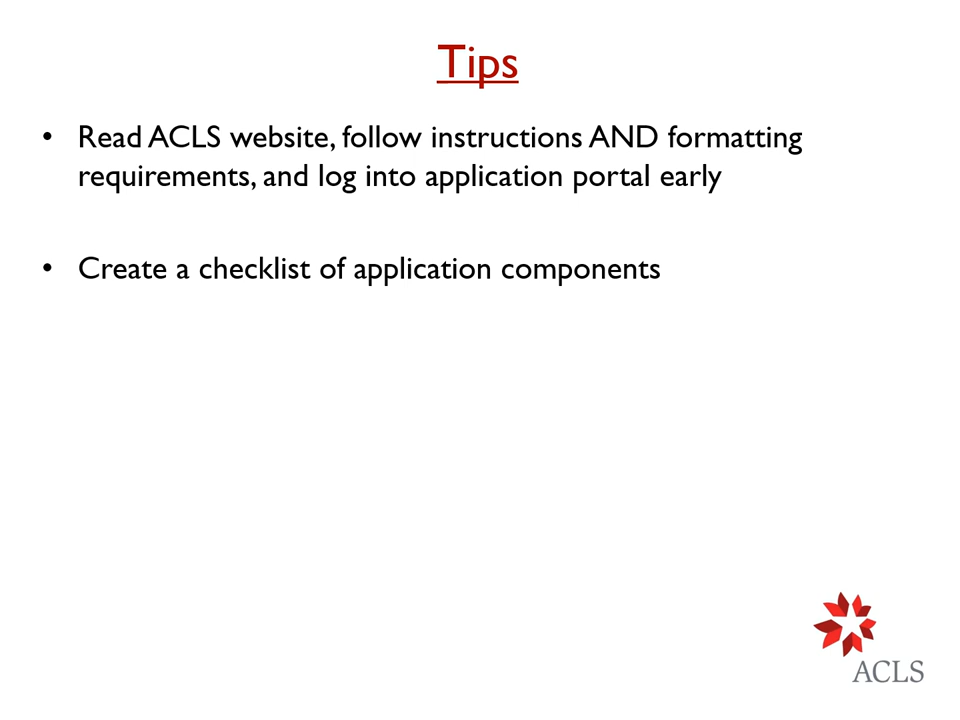 Tips
• Read ACLS website, follow instructions AND formatting
requirements, and log into application portal early
• Create a checklist of application components
ACLS